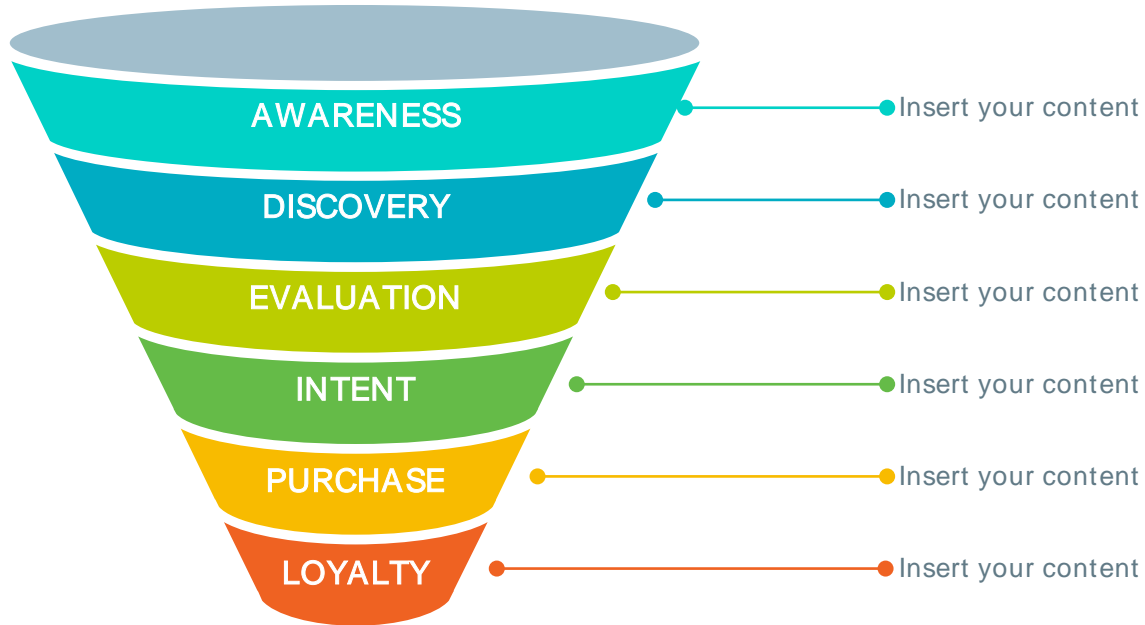 AWARENESS
Insert your content
DISCOVERY
Insert your content
EVALUATION
Insert your content
INTENT
Insert your content
PURCHASE
Insert your content
LOYALTY
Insert your content